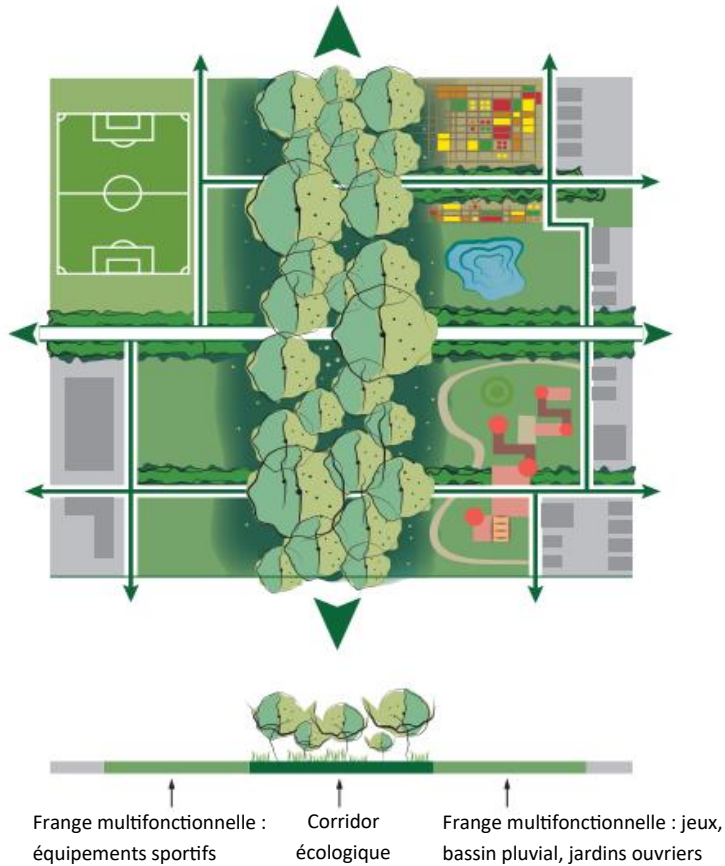 Frange multifonctionnelle :
équipements sportifs
Corridor
écologique
Frange multifonctionnelle : jeux,
bassin pluvial, jardins ouvriers